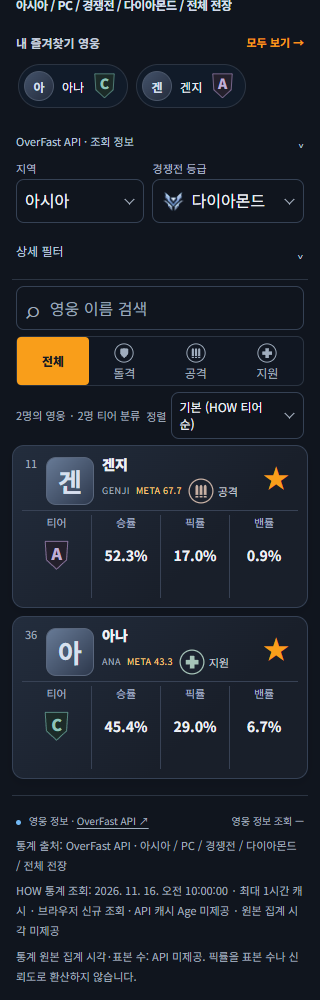 아시아 / PC / 경쟁전 / 다이아몬드 / 전체 전장
내 즐겨찾기 영웅 모두 보기 →
아 아나 C 겐 겐지 A
OverFast API · 조회 정보
지역 경쟁전 등급
아시아 다이아몬드
상세 필터
영웅 이름 검색
전체 돌격 공격 지원
2명의 영웅 · 2명 티어 분류 정렬 기본 (HOW 티어
순)
11 겐 겐지
GENJI META 67.7 공격 ★
티어 승률 픽률 밴률
A 52.3% 17.0% 0.9%
36 아 아나
ANA META 43.3 지원 ★
티어 승률 픽률 밴률
C 45.4% 29.0% 6.7%
영웅 정보 · OverFast API ↗ 영웅 정보 조회 —
통계 출처: OverFast API · 아시아 / PC / 경쟁전 / 다이아몬드
/ 전체 전장
HOW 통계 조회: 2026. 11. 16. 오전 10:00:00 · 최대 1시간 캐
시 · 브라우저 신규 조회 · API 캐시 Age 미제공 · 원본 집계 시
각 미제공
통계 원본 집계 시각·표본 수: API 미제공. 픽률을 표본 수나 신
뢰도로 환산하지 않습니다.